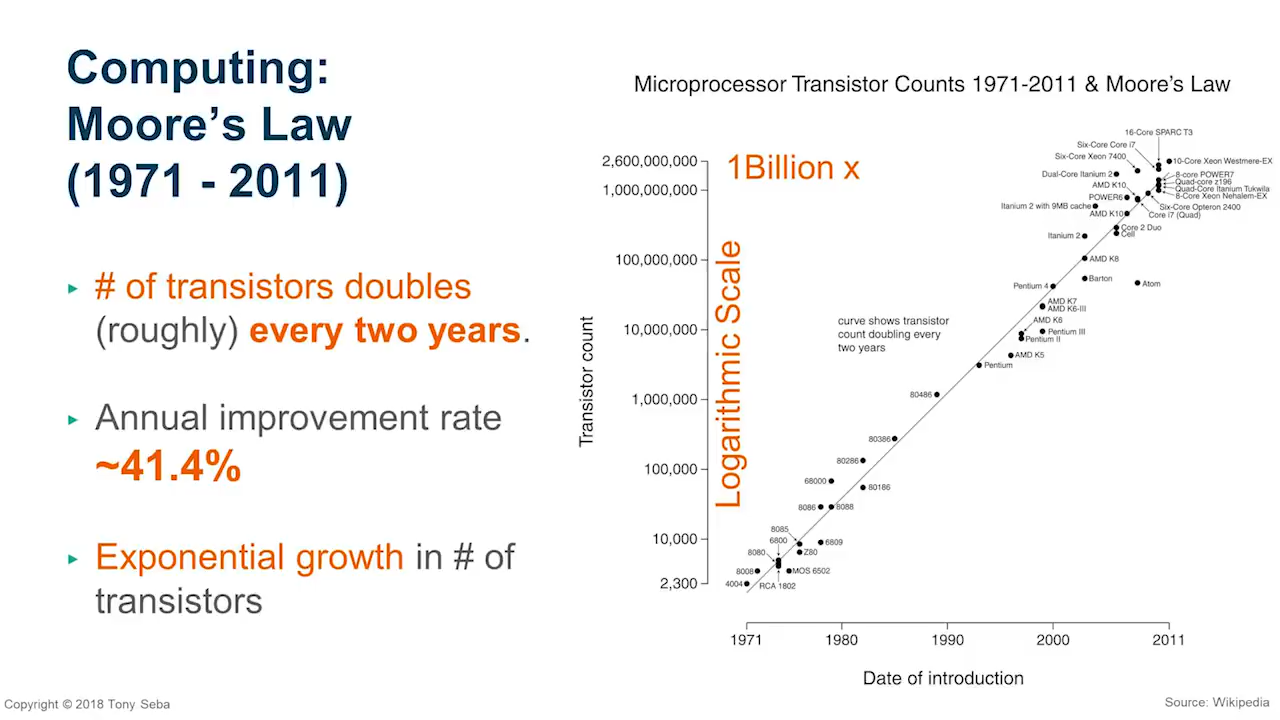 Computing:
Moore's Law
(1971 - 2011)
▸ # of transistors doubles
(roughly) every two years.
▸ Annual improvement rate
~41.4%
▸ Exponential growth in # of
transistors
Microprocessor Transistor Counts 1971-2011 & Moore's Law
1Billion x
Logarithmic Scale
Transistor count
2,600,000,000
1,000,000,000
100,000,000
10,000,000
1,000,000
100,000
10,000
2,300
curve shows transistor
count doubling every
two years
16-Core SPARC T3
Six-Core Core i7
Six-Core Xeon 7400
10-Core Xeon Westmere-EX
Dual-Core Itanium 2
8-core POWER7
Quad-core z196
AMD K10
Quad-Core Itanium Tukwila
POWER6
8-Core Xeon Nehalem-EX
Itanium 2 with 9MB cache
Six-Core Opteron 2400
AMD K10
Core i7 (Quad)
Core 2 Duo
Itanium 2
Cell
AMD K8
Barton
Atom
Pentium 4
AMD K7
AMD K6-III
AMD K6
Pentium III
Pentium II
AMD K5
Pentium
80486
80386
80286
68000
80186
8086
8088
8085
6800
6809
8080
Z80
8008
MOS 6502
4004
RCA 1802
1971
1980
1990
2000
2011
Date of introduction
Copyright © 2018 Tony Seba
Source: Wikipedia